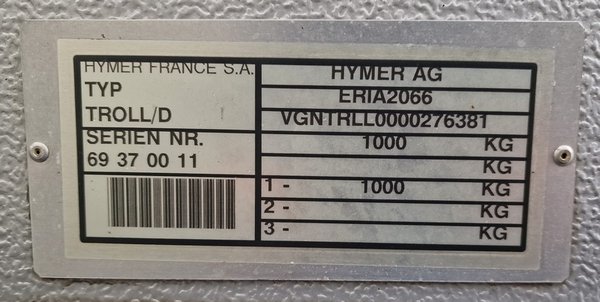 HYMER FRANCE S.A.
TYP
TROLL/D
SERIEN NR.
69 37 00 11
HYMER AG
ERIA2066
VGNTRLL0000276381
1000 KG
KG
1 - 1000 KG
2 - KG
3 - KG